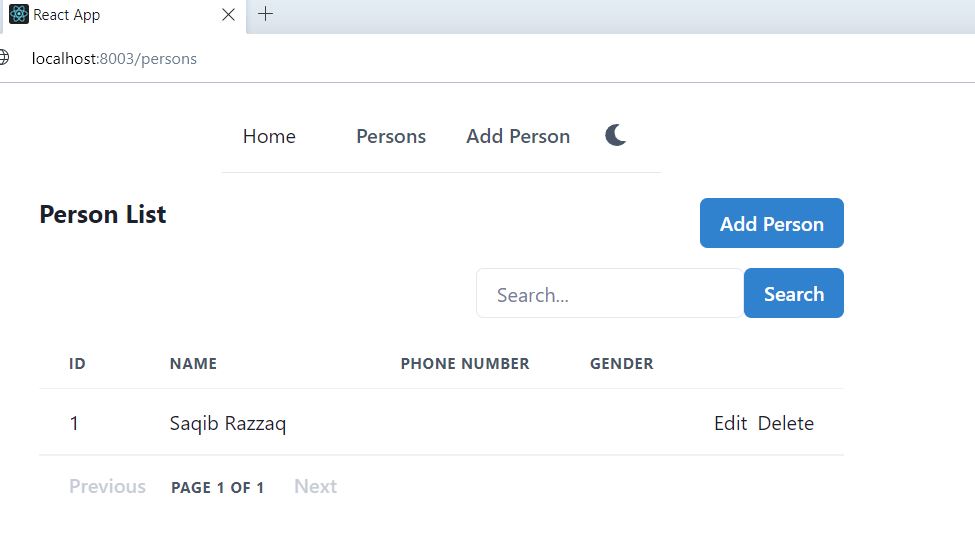 React App
localhost:8003/persons
Home Persons Add Person
Person List
Add Person
Search... Search
ID NAME PHONE NUMBER GENDER
1 Saqib Razzaq Edit Delete
Previous PAGE 1 OF 1 Next